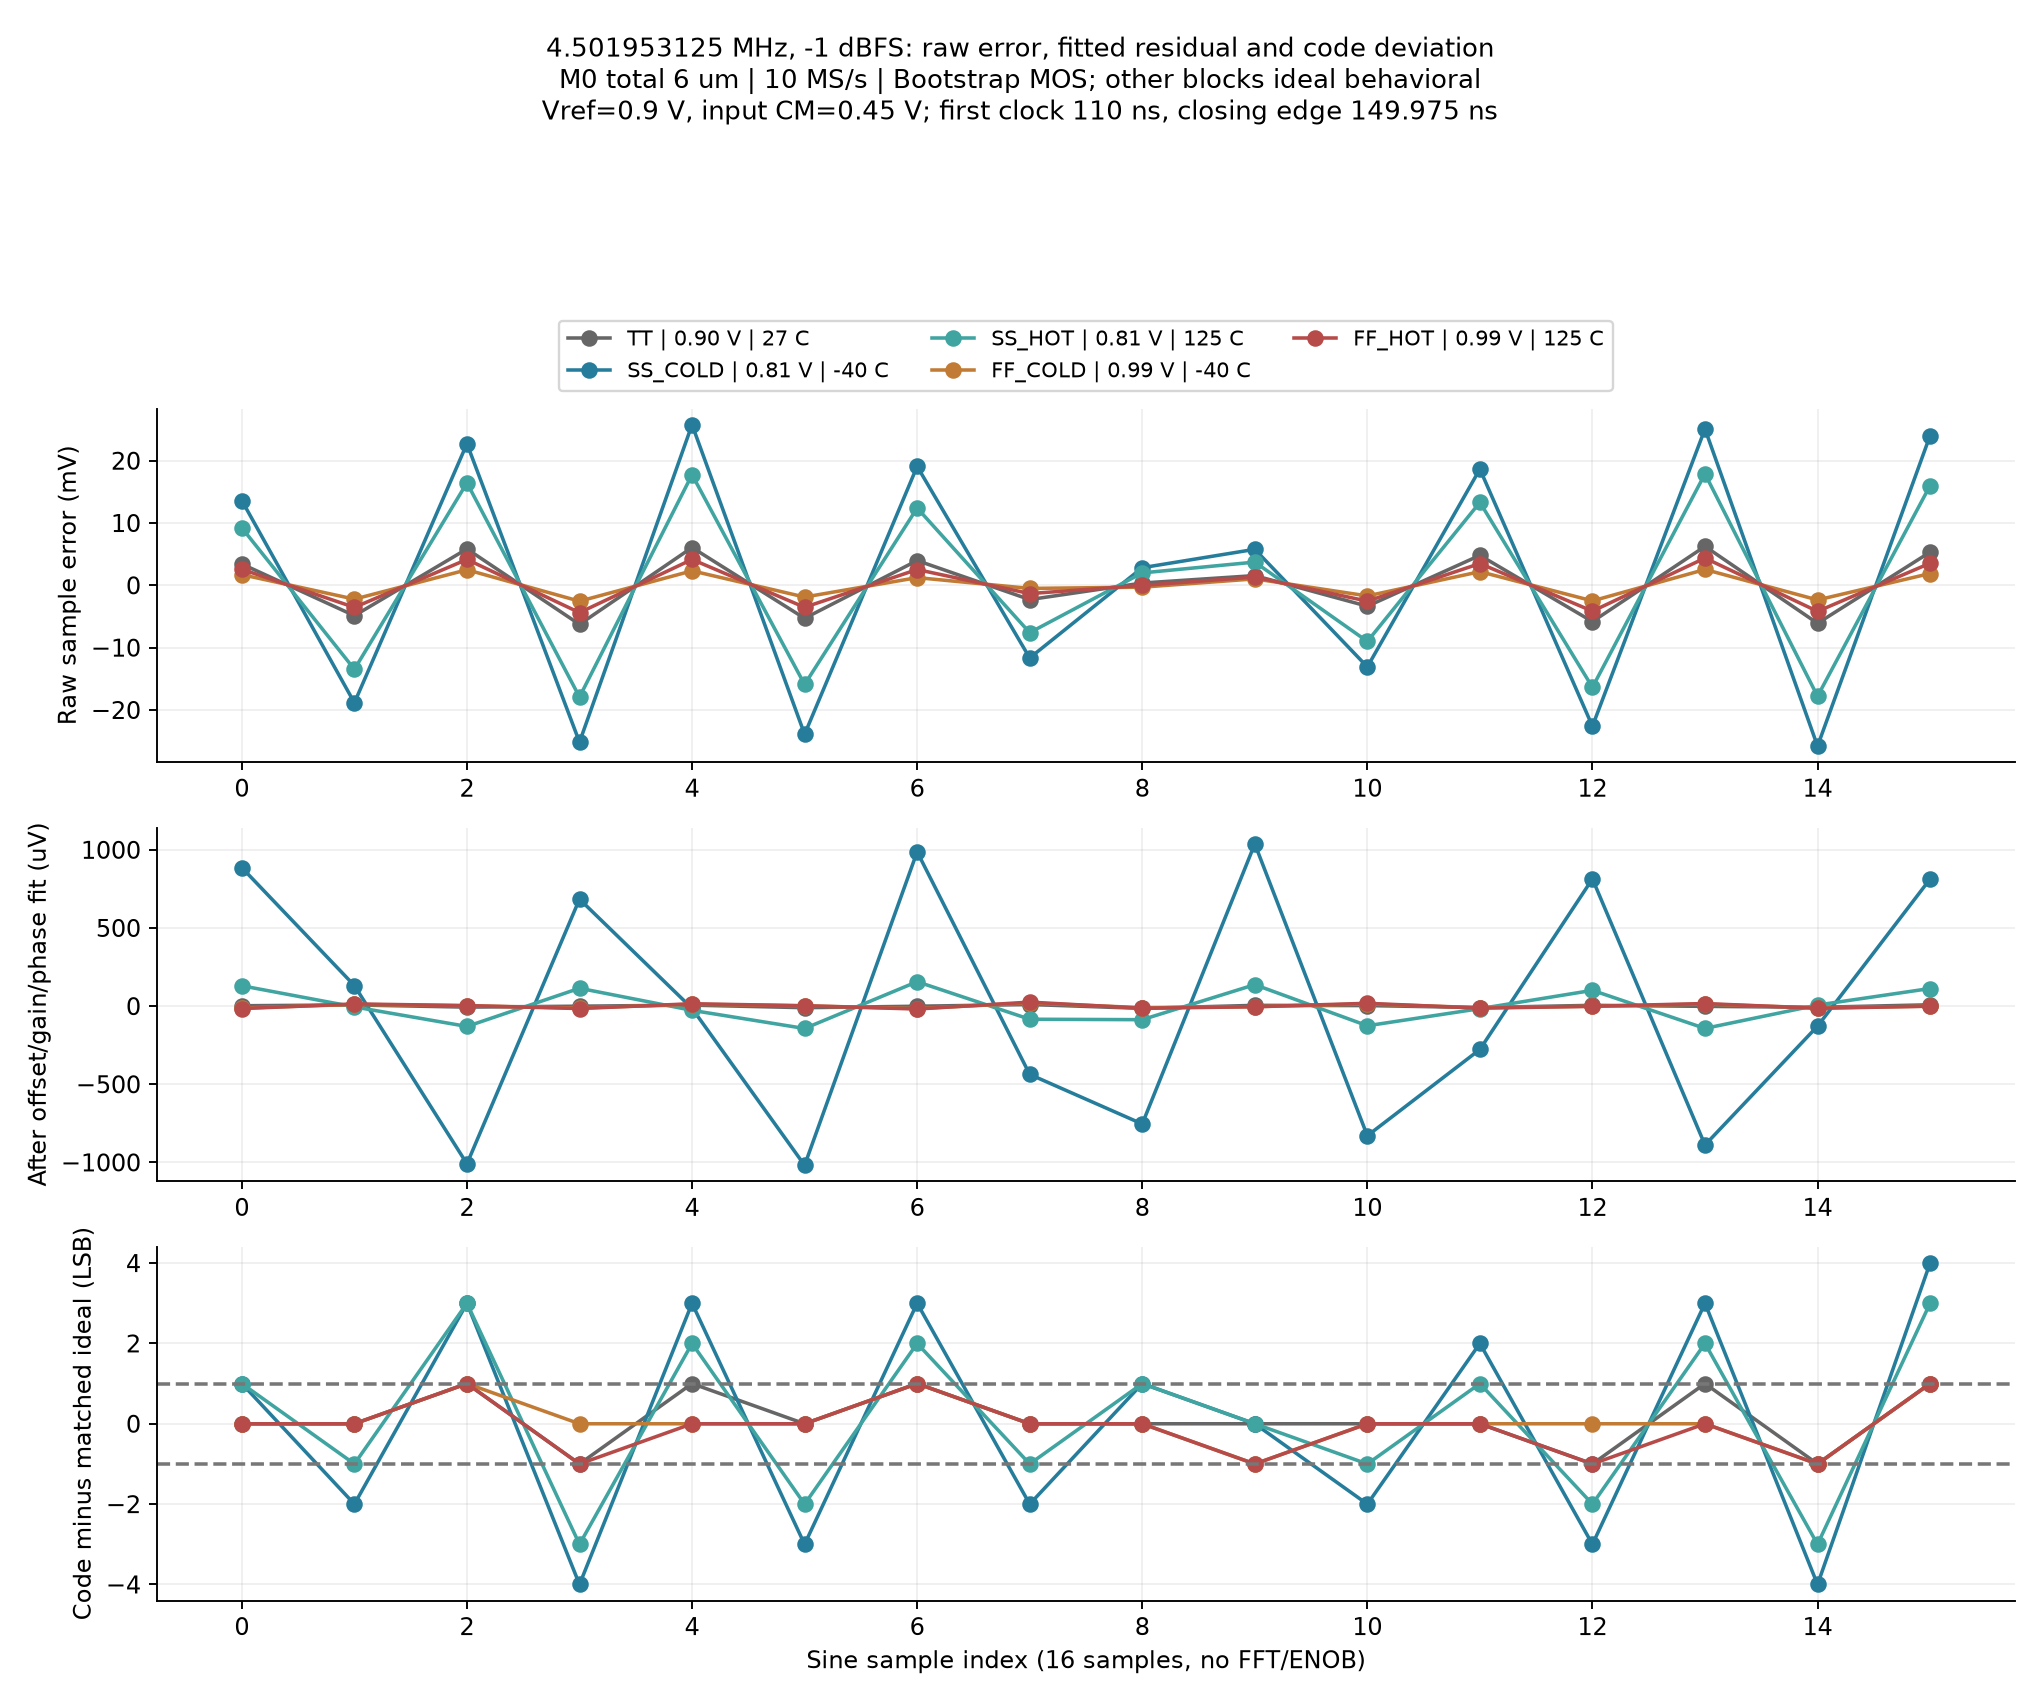 4.501953125 MHz, -1 dBFS: raw error, fitted residual and code deviation
M0 total 6 um | 10 MS/s | Bootstrap MOS; other blocks ideal behavioral
Vref=0.9 V, input CM=0.45 V; first clock 110 ns, closing edge 149.975 ns
TT | 0.90 V | 27 C
SS_COLD | 0.81 V | -40 C
SS_HOT | 0.81 V | 125 C
FF_COLD | 0.99 V | -40 C
FF_HOT | 0.99 V | 125 C
Raw sample error (mV)
20
10
0
−10
−20
0 2 4 6 8 10 12 14
After offset/gain/phase fit (uV)
1000
500
0
−500
−1000
0 2 4 6 8 10 12 14
Code minus matched ideal (LSB)
4
2
0
−2
−4
0 2 4 6 8 10 12 14
Sine sample index (16 samples, no FFT/ENOB)